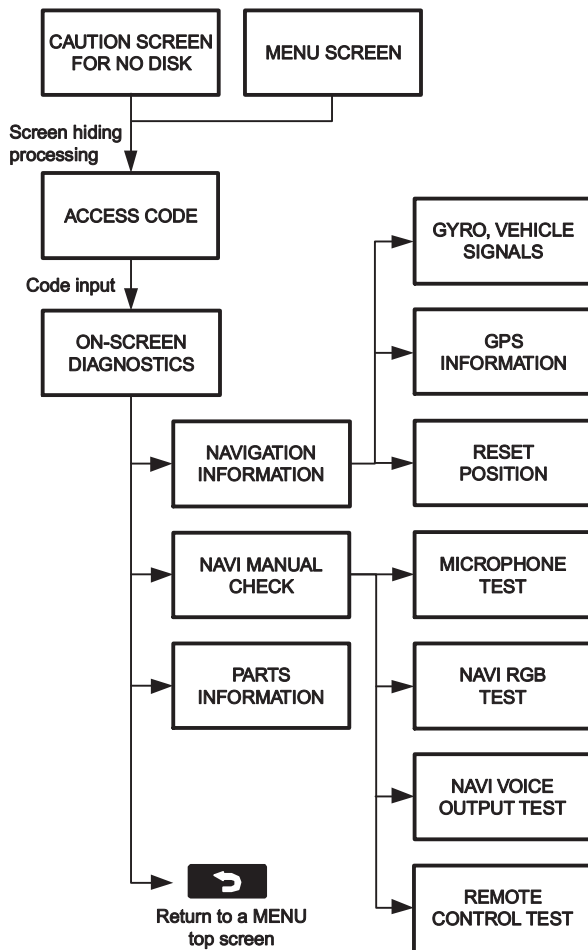 CAUTION SCREEN
FOR NO DISK
MENU SCREEN
Screen hiding
processing
ACCESS CODE
Code input
ON-SCREEN
DIAGNOSTICS
NAVIGATION
INFORMATION
NAVI MANUAL
CHECK
PARTS
INFORMATION
Return to a MENU
top screen
GYRO, VEHICLE
SIGNALS
GPS
INFORMATION
RESET
POSITION
MICROPHONE
TEST
NAVI RGB
TEST
NAVI VOICE
OUTPUT TEST
REMOTE
CONTROL TEST